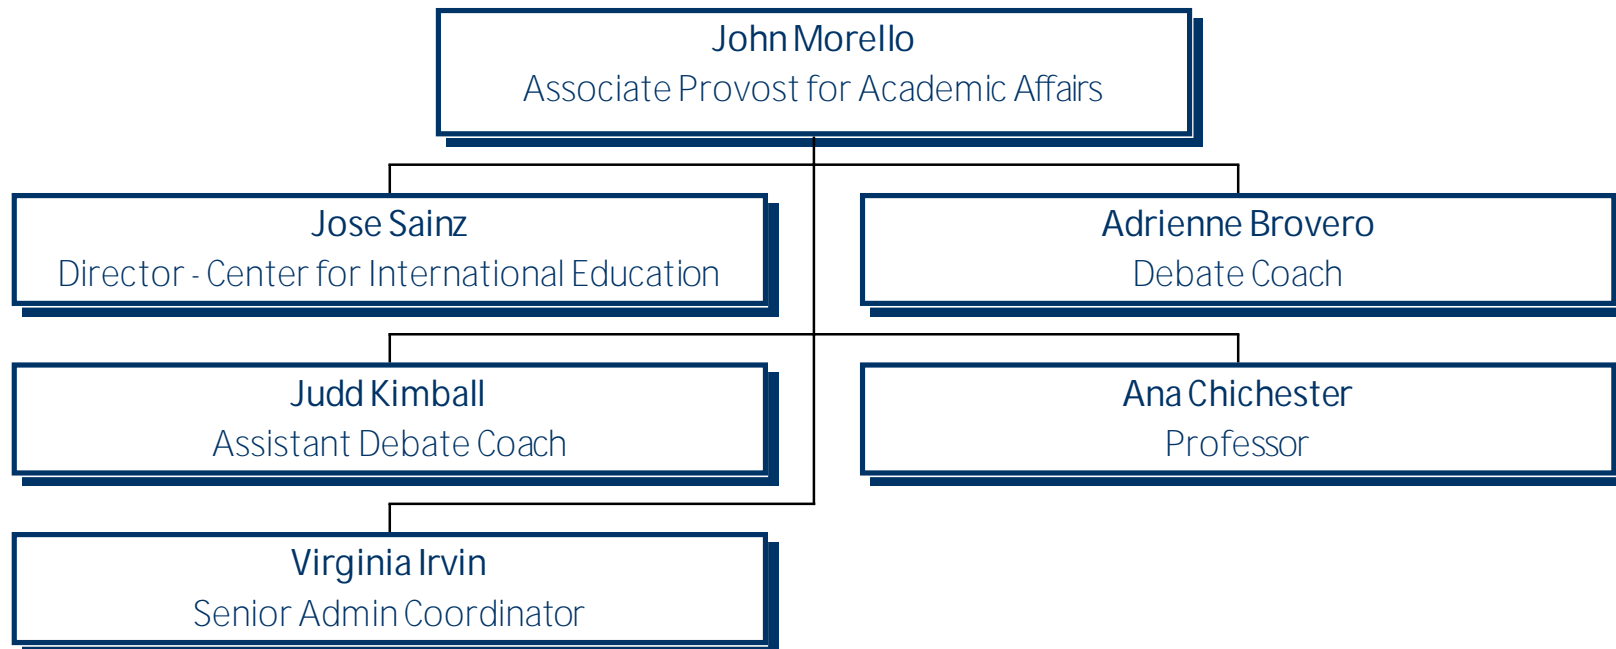 John Morello
Associate Provost for Academic Affairs
Jose Sainz
Director - Center for International Education
Adrienne Brovero
Debate Coach
Judd Kimball
Assistant Debate Coach
Ana Chichester
Professor
Virginia Irvin
Senior Admin Coordinator